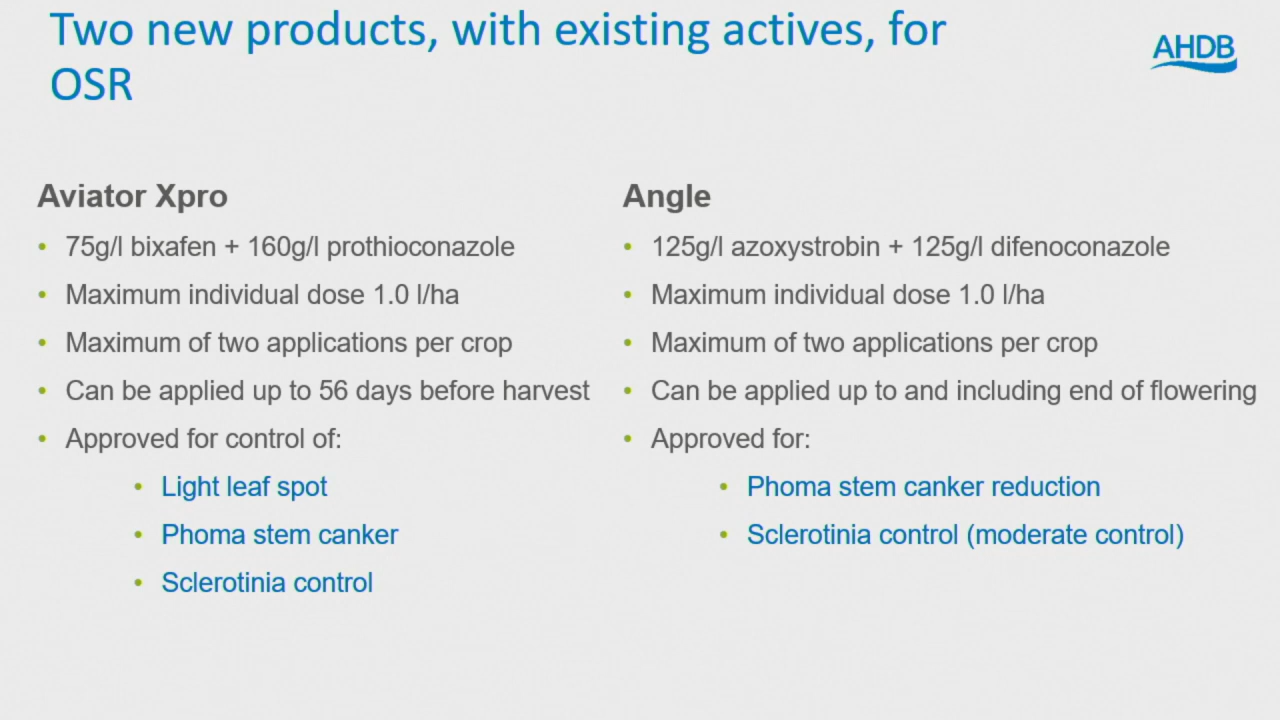 Two new products, with existing actives, for
OSR
AHDB
Aviator Xpro
• 75g/l bixafen + 160g/l prothioconazole
• Maximum individual dose 1.0 l/ha
• Maximum of two applications per crop
• Can be applied up to 56 days before harvest
• Approved for control of:
• Light leaf spot
• Phoma stem canker
• Sclerotinia control
Angle
• 125g/l azoxystrobin + 125g/l difenoconazole
• Maximum individual dose 1.0 l/ha
• Maximum of two applications per crop
• Can be applied up to and including end of flowering
• Approved for:
• Phoma stem canker reduction
• Sclerotinia control (moderate control)